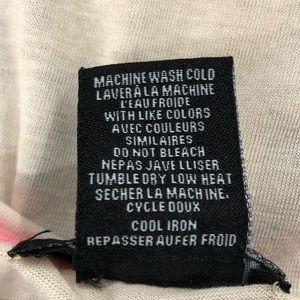 MACHINE WASH COLD
LAVER À LA MACHINE
L'EAU FROIDE
WITH LIKE COLORS
AVEC COULEURS
SIMILAIRES
DO NOT BLEACH
NE PAS JAVELLISER
TUMBLE DRY LOW HEAT
SECHER LA MACHINE:
CYCLE DOUX
COOL IRON
REPASSER AU FER FROID